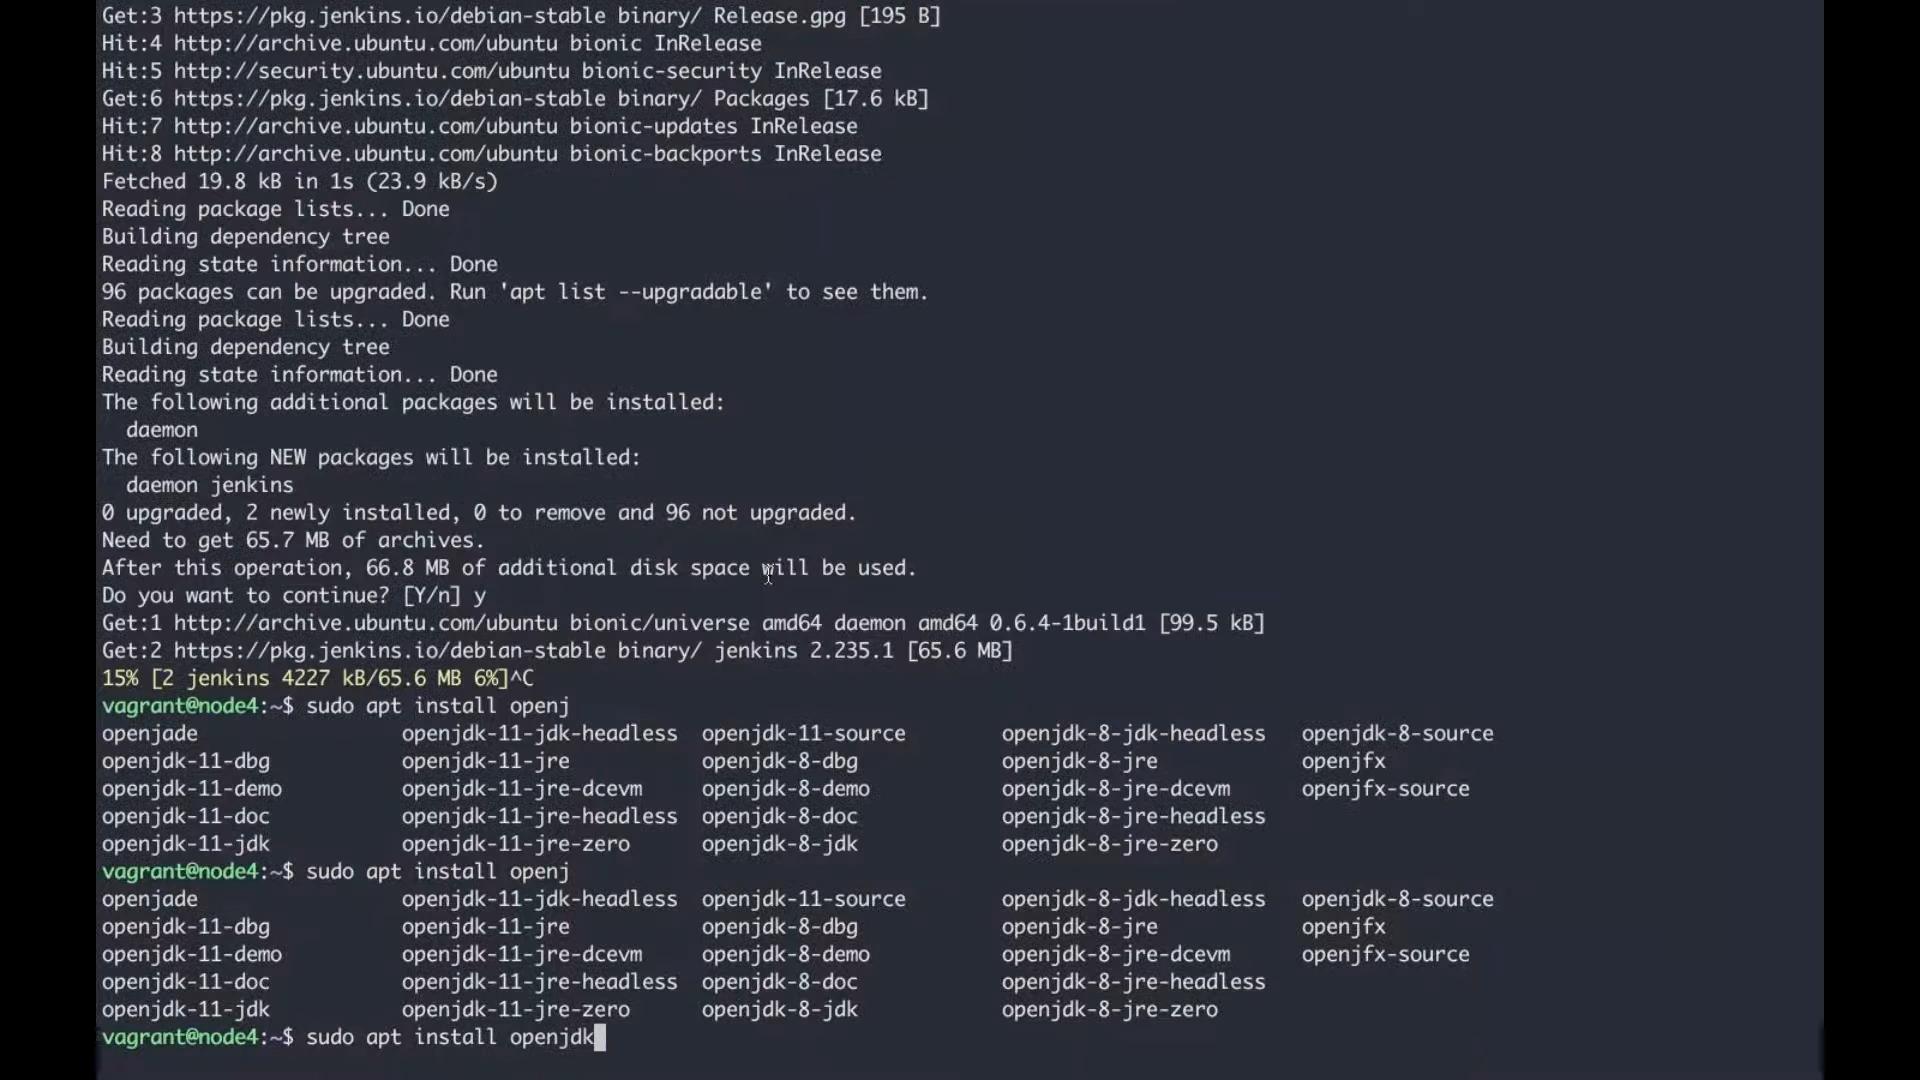 Get:3 https://pkg.jenkins.io/debian-stable binary/ Release.gpg [195 B]
Hit:4 http://archive.ubuntu.com/ubuntu bionic InRelease
Hit:5 http://security.ubuntu.com/ubuntu bionic-security InRelease
Get:6 https://pkg.jenkins.io/debian-stable binary/ Packages [17.6 kB]
Hit:7 http://archive.ubuntu.com/ubuntu bionic-updates InRelease
Hit:8 http://archive.ubuntu.com/ubuntu bionic-backports InRelease
Fetched 19.8 kB in 1s (23.9 kB/s)
Reading package lists... Done
Building dependency tree
Reading state information... Done
96 packages can be upgraded. Run 'apt list --upgradable' to see them.
Reading package lists... Done
Building dependency tree
Reading state information... Done
The following additional packages will be installed:
  daemon
The following NEW packages will be installed:
  daemon jenkins
0 upgraded, 2 newly installed, 0 to remove and 96 not upgraded.
Need to get 65.7 MB of archives.
After this operation, 66.8 MB of additional disk space will be used.
Do you want to continue? [Y/n] y
Get:1 http://archive.ubuntu.com/ubuntu bionic/universe amd64 daemon amd64 0.6.4-1build1 [99.5 kB]
Get:2 https://pkg.jenkins.io/debian-stable binary/ jenkins 2.235.1 [65.6 MB]
15% [2 jenkins 4227 kB/65.6 MB 6%]^C
vagrant@node4:~$ sudo apt install openj
openjade openjdk-11-jdk-headless openjdk-11-source openjdk-8-jdk-headless openjdk-8-source
openjdk-11-dbg openjdk-11-jre openjdk-8-dbg openjdk-8-jre openjfx
openjdk-11-demo openjdk-11-jre-dcevm openjdk-8-demo openjdk-8-jre-dcevm openjfx-source
openjdk-11-doc openjdk-11-jre-headless openjdk-8-doc openjdk-8-jre-headless
openjdk-11-jdk openjdk-11-jre-zero openjdk-8-jdk openjdk-8-jre-zero
vagrant@node4:~$ sudo apt install openj
openjade openjdk-11-jdk-headless openjdk-11-source openjdk-8-jdk-headless openjdk-8-source
openjdk-11-dbg openjdk-11-jre openjdk-8-dbg openjdk-8-jre openjfx
openjdk-11-demo openjdk-11-jre-dcevm openjdk-8-demo openjdk-8-jre-dcevm openjfx-source
openjdk-11-doc openjdk-11-jre-headless openjdk-8-doc openjdk-8-jre-headless
openjdk-11-jdk openjdk-11-jre-zero openjdk-8-jdk openjdk-8-jre-zero
vagrant@node4:~$ sudo apt install openjdk